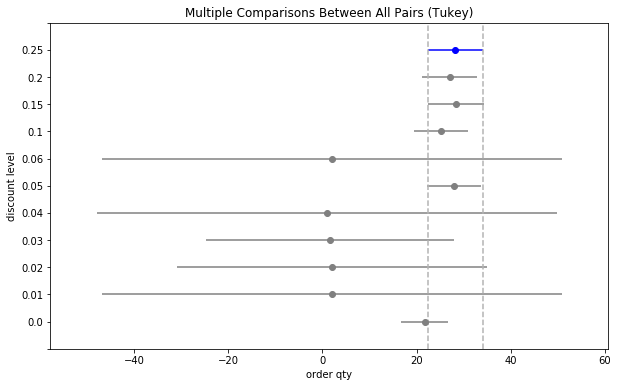 Multiple Comparisons Between All Pairs (Tukey)
0.25
0.2
0.15
0.1
0.06
0.05
0.04
0.03
0.02
0.01
0.0
discount level
−40 −20 0 20 40 60
order qty